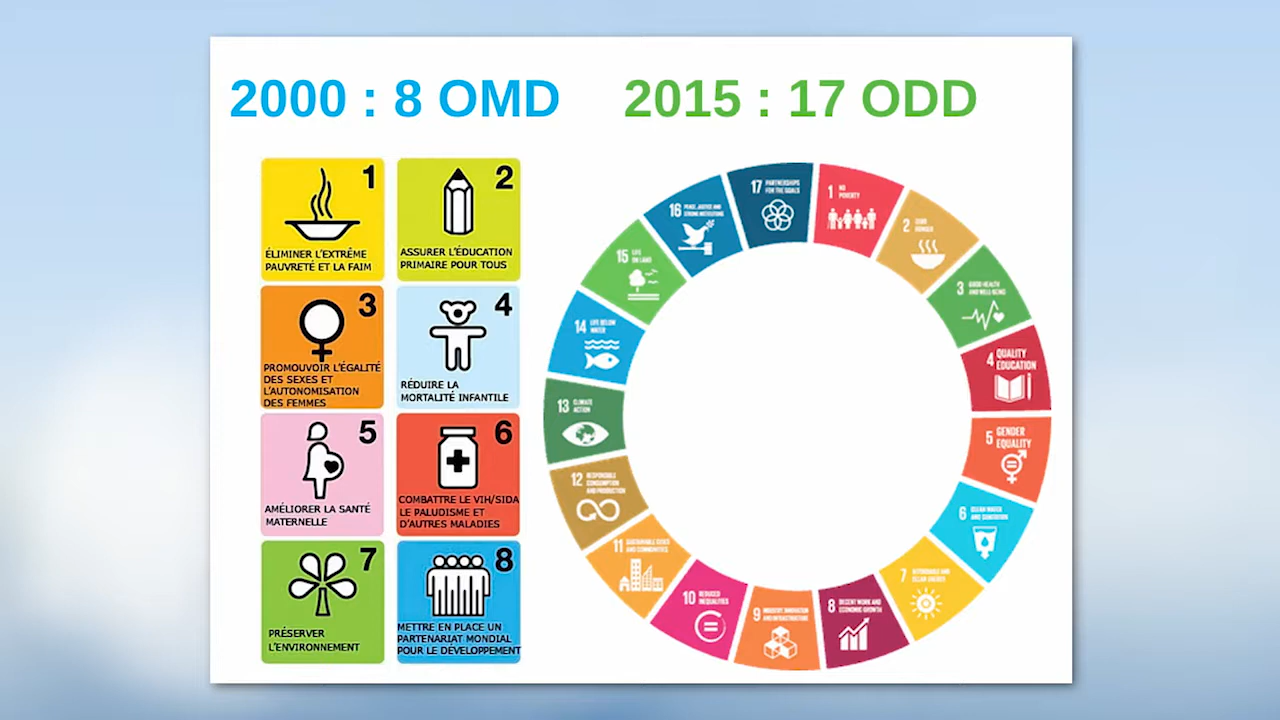 2000 : 8 OMD
2015 : 17 ODD
1
ÉLIMINER L'EXTRÊME
PAUVRETÉ ET LA FAIM
2
ASSURER L'ÉDUCATION
PRIMAIRE POUR TOUS
3
PROMOUVOIR L'ÉGALITÉ
DES SEXES ET
L'AUTONOMISATION
DES FEMMES
4
RÉDUIRE LA
MORTALITÉ INFANTILE
5
AMÉLIORER LA SANTÉ
MATERNELLE
6
COMBATTRE LE VIH/SIDA
LE PALUDISME ET
D'AUTRES MALADIES
7
PRÉSERVER
L'ENVIRONNEMENT
8
METTRE EN PLACE UN
PARTENARIAT MONDIAL
POUR LE DÉVELOPPEMENT
1 NO
POVERTY
2 ZERO
HUNGER
3 GOOD HEALTH
AND WELL-BEING
4 QUALITY
EDUCATION
5 GENDER
EQUALITY
6 CLEAN WATER
AND SANITATION
7 AFFORDABLE AND
CLEAN ENERGY
8 DECENT WORK AND
ECONOMIC GROWTH
9 INDUSTRY, INNOVATION
AND INFRASTRUCTURE
10 REDUCED
INEQUALITIES
11 SUSTAINABLE CITIES
AND COMMUNITIES
12 RESPONSIBLE
CONSUMPTION
AND PRODUCTION
13 CLIMATE
ACTION
14 LIFE BELOW
WATER
15 LIFE
ON LAND
16 PEACE, JUSTICE AND
STRONG INSTITUTIONS
17 PARTNERSHIPS
FOR THE GOALS